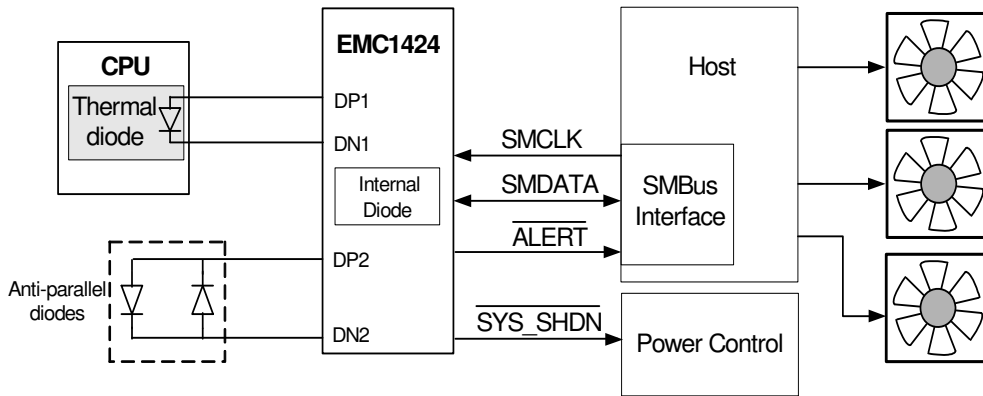 CPU
Thermal
diode
EMC1424
DP1
DN1
Internal
Diode
DP2
DN2
Anti-parallel
diodes
SMCLK
SMDATA
ALERT
SYS_SHDN
Host
SMBus
Interface
Power Control